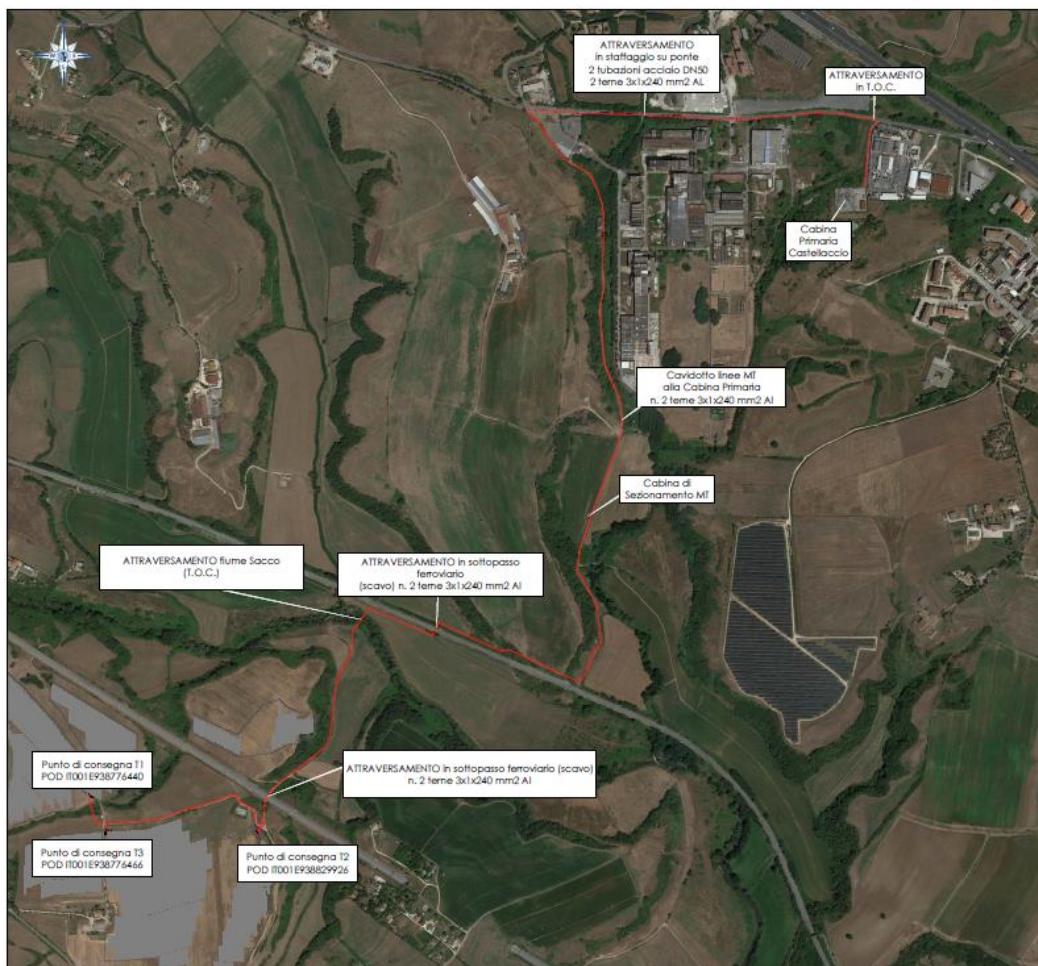 ATTRAVERSAMENTO
in staffaggio su ponte
2 tubazioni acciaio DN50
2 terne 3x1x240 mm2 AL
ATTRAVERSAMENTO
in T.O.C.
Cabina
Primaria
Castellaccio
Cavidotto linee MT
alla Cabina Primaria
n. 2 terne 3x1x240 mm2 Al
Cabina di
Sezionamento MT
ATTRAVERSAMENTO fiume Sacco
(T.O.C.)
ATTRAVERSAMENTO in sottopasso
ferroviario
(scavo) n. 2 terne 3x1x240 mm2 Al
ATTRAVERSAMENTO in sottopasso ferroviario (scavo)
n. 2 terne 3x1x240 mm2 Al
Punto di consegna T1
POD IT001E938776440
Punto di consegna T3
POD IT001E938776466
Punto di consegna T2
POD IT001E938829926